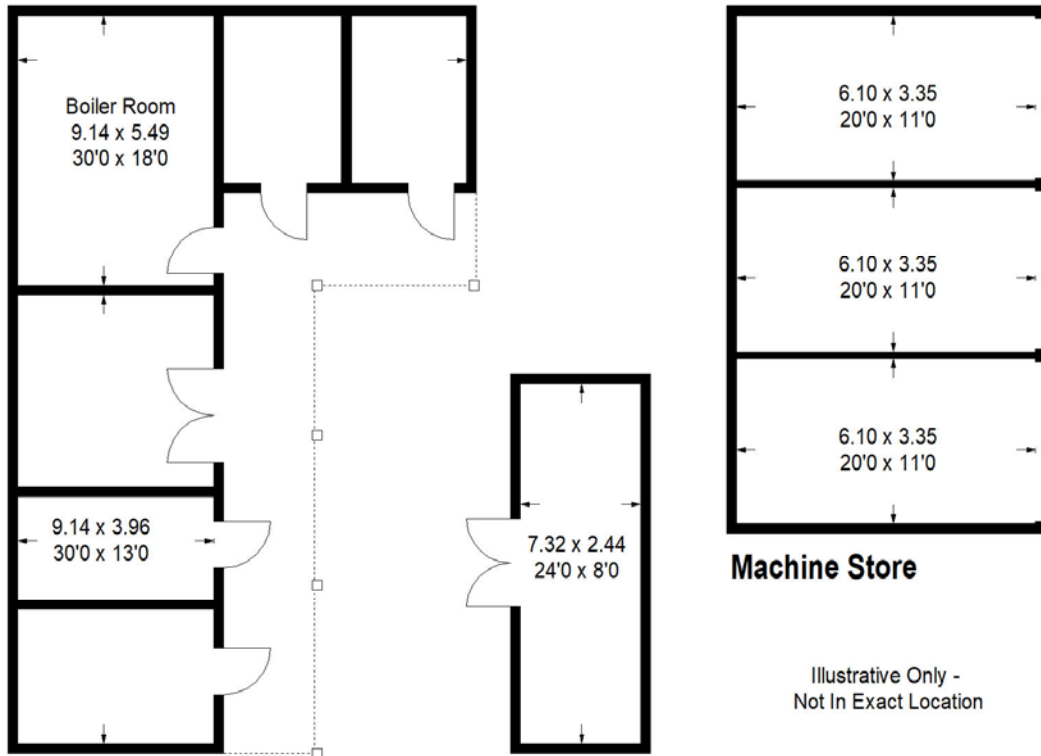 Boiler Room
9.14 x 5.49
30'0 x 18'0
9.14 x 3.96
30'0 x 13'0
7.32 x 2.44
24'0 x 8'0
6.10 x 3.35
20'0 x 11'0
6.10 x 3.35
20'0 x 11'0
6.10 x 3.35
20'0 x 11'0
Machine Store
Illustrative Only -
Not In Exact Location